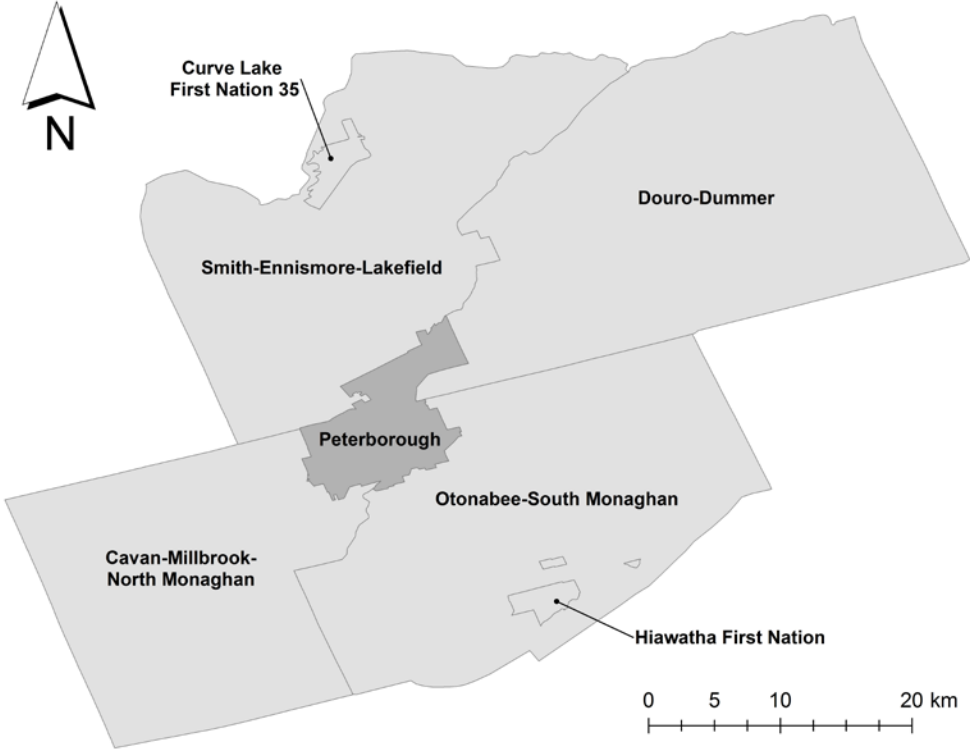 N
Curve Lake
First Nation 35
Douro-Dummer
Smith-Ennismore-Lakefield
Peterborough
Otonabee-South Monaghan
Cavan-Millbrook-
North Monaghan
Hiawatha First Nation
0 5 10 20 km